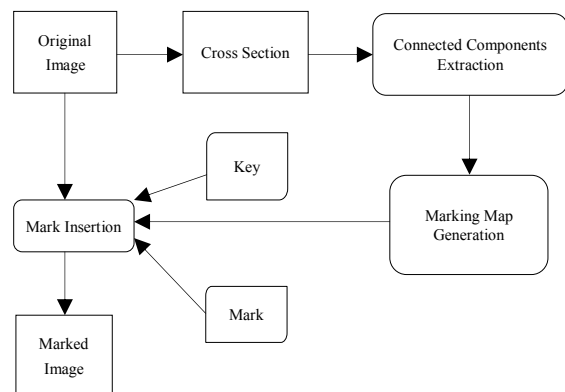 Original
Image
Cross Section
Connected Components
Extraction
Key
Mark Insertion
Marking Map
Generation
Mark
Marked
Image